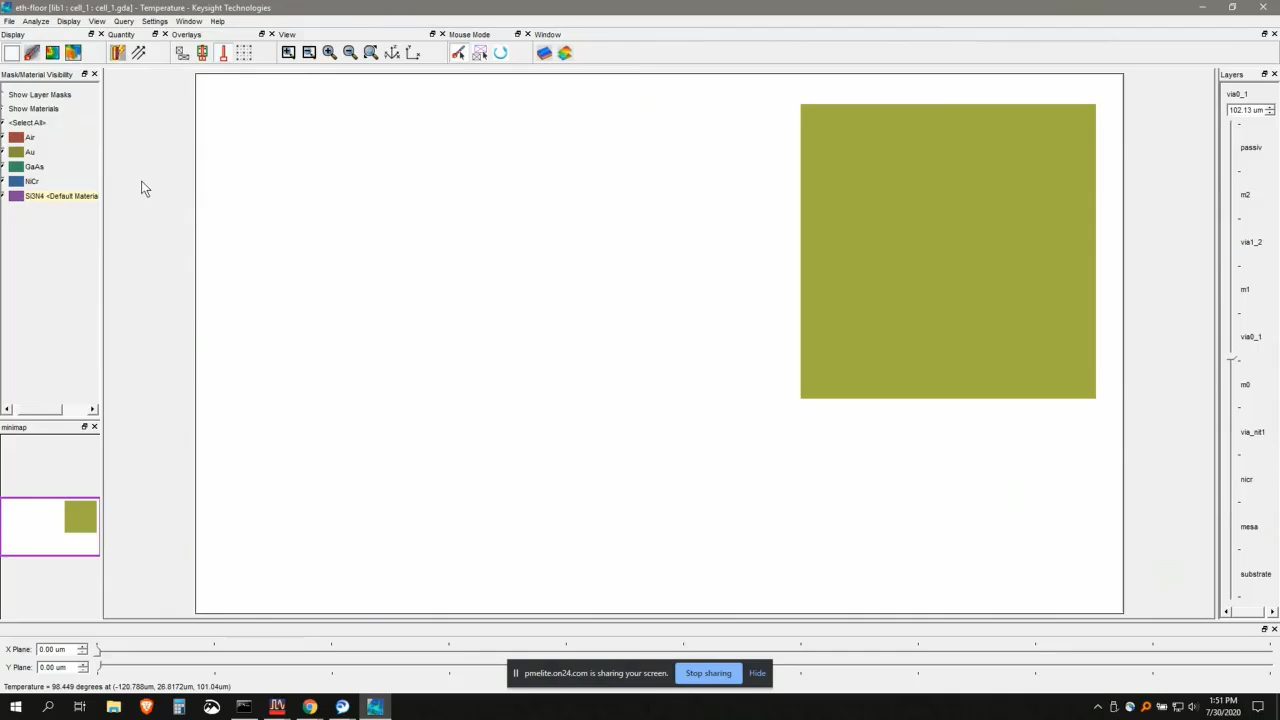 eth-floor [lib1 : cell_1 : cell_1.gda] - Temperature - Keysight Technologies
File Analyze Display View Query Settings Window Help
Display Quantity Overlays View Mouse Mode Window
Mask/Material Visibility
Layers
Show Layer Masks
Show Materials
<Select All>
Air
Au
GaAs
NiCr
Si3N4 <Default Materia
via0_1
102.13 um
passiv
m2
via1_2
m1
via0_1
m0
via_nit1
nicr
mesa
substrate
minimap
X Plane: 0.00 um
Y Plane: 0.00 um
Temperature = 98.449 degrees at (-120.788um, 26.8172um, 101.04um)
pmelite.on24.com is sharing your screen. Stop sharing Hide
1:51 PM
7/30/2020